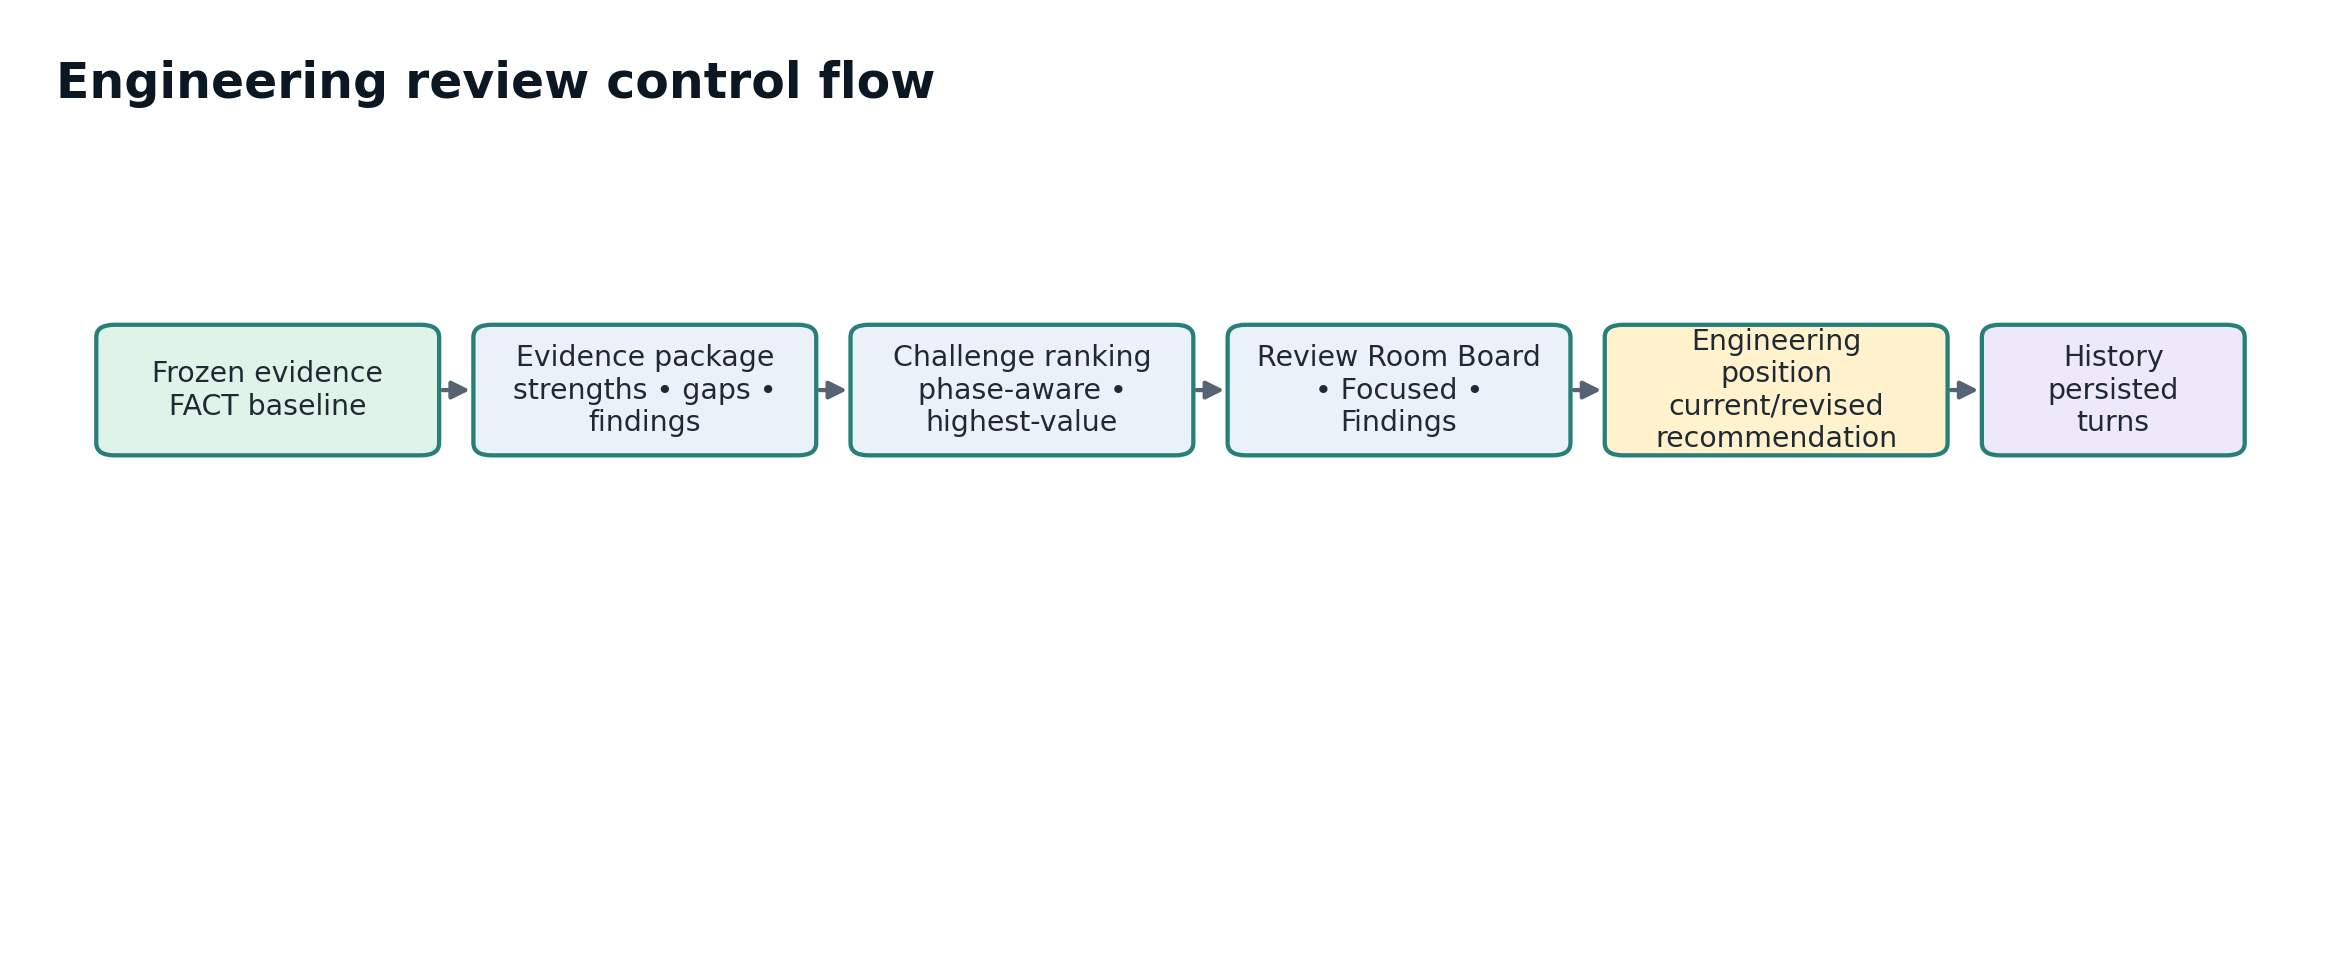 Engineering review control flow
Frozen evidence
FACT baseline
Evidence package
strengths • gaps •
findings
Challenge ranking
phase-aware •
highest-value
Review Room Board
• Focused •
Findings
Engineering
position
current/revised
recommendation
History
persisted
turns